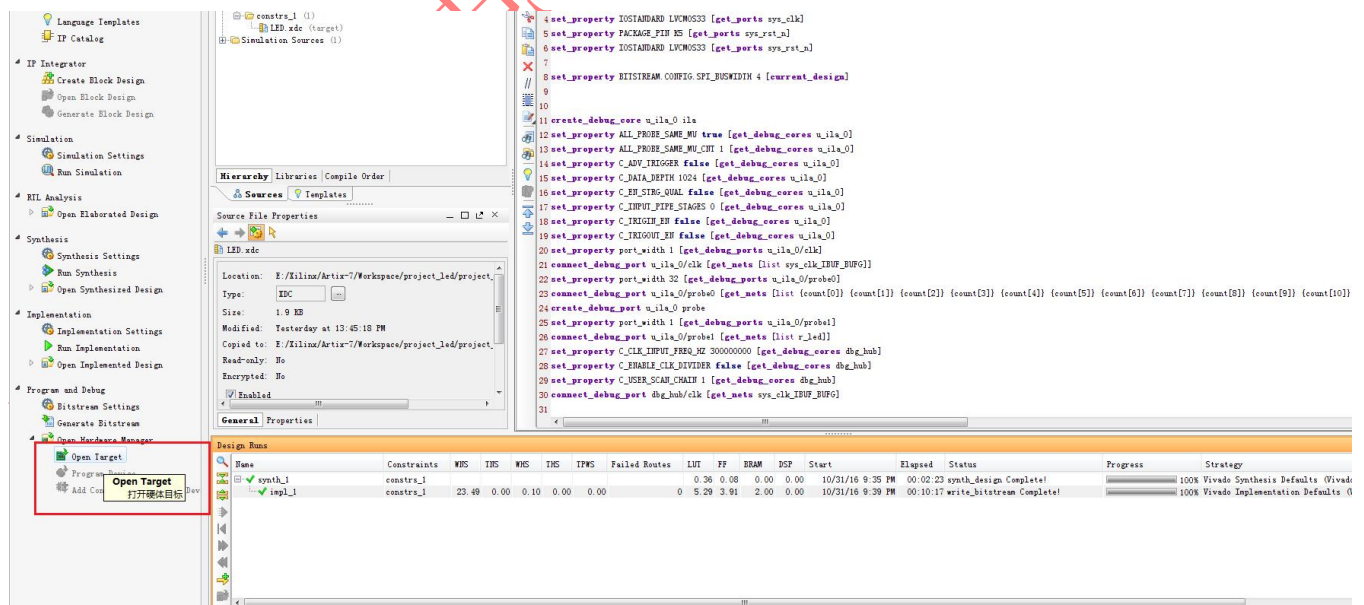 Language Templates
IP Catalog
IP Integrator
Create Block Design
Open Block Design
Generate Block Design
Simulation
Simulation Settings
Run Simulation
RTL Analysis
Open Elaborated Design
Synthesis
Synthesis Settings
Run Synthesis
Open Synthesized Design
Implementation
Implementation Settings
Run Implementation
Open Implemented Design
Program and Debug
Bitstream Settings
Generate Bitstream
Open Hardware Manager
Open Target
Program Device
Add Con Dev
Open Target
打开硬体目标
constrs_1 (1)
LED.xdc (target)
Simulation Sources (1)
Hierarchy Libraries Compile Order
Sources Templates
Source File Properties
LED.xdc
Location: E:/Xilinx/Artix-7/Workspace/project_led/project_
Type: XDC
Size: 1.9 KB
Modified: Yesterday at 13:45:18 PM
Copied to: E:/Xilinx/Artix-7/Workspace/project_led/project_
Read-only: No
Encrypted: No
Enabled
General Properties
4 set_property IOSTANDARD LVCMOS33 [get_ports sys_clk]
5 set_property PACKAGE_PIN K5 [get_ports sys_rst_n]
6 set_property IOSTANDARD LVCMOS33 [get_ports sys_rst_n]
7
8 set_property BITSTREAM.CONFIG.SPI_BUSWIDTH 4 [current_design]
9
10
11 create_debug_core u_ila_0 ila
12 set_property ALL_PROBE_SAME_MU true [get_debug_cores u_ila_0]
13 set_property ALL_PROBE_SAME_MU_CNT 1 [get_debug_cores u_ila_0]
14 set_property C_ADV_TRIGGER false [get_debug_cores u_ila_0]
15 set_property C_DATA_DEPTH 1024 [get_debug_cores u_ila_0]
16 set_property C_EN_STRG_QUAL false [get_debug_cores u_ila_0]
17 set_property C_INPUT_PIPE_STAGES 0 [get_debug_cores u_ila_0]
18 set_property C_TRIGIN_EN false [get_debug_cores u_ila_0]
19 set_property C_TRIGOUT_EN false [get_debug_cores u_ila_0]
20 set_property port_width 1 [get_debug_ports u_ila_0/clk]
21 connect_debug_port u_ila_0/clk [get_nets [list sys_clk_IBUF_BUFG]]
22 set_property port_width 32 [get_debug_ports u_ila_0/probe0]
23 connect_debug_port u_ila_0/probe0 [get_nets [list {count[0]} {count[1]} {count[2]} {count[3]} {count[4]} {count[5]} {count[6]} {count[7]} {count[8]} {count[9]} {count[10]}
24 create_debug_port u_ila_0 probe
25 set_property port_width 1 [get_debug_ports u_ila_0/probe1]
26 connect_debug_port u_ila_0/probe1 [get_nets [list r_led]]
27 set_property C_CLK_INPUT_FREQ_HZ 300000000 [get_debug_cores dbg_hub]
28 set_property C_ENABLE_CLK_DIVIDER false [get_debug_cores dbg_hub]
29 set_property C_USER_SCAN_CHAIN 1 [get_debug_cores dbg_hub]
30 connect_debug_port dbg_hub/clk [get_nets sys_clk_IBUF_BUFG]
31
Design Runs
Name Constraints WNS TNS WHS THS TPWS Failed Routes LUT FF BRAM DSP Start Elapsed Status Progress Strategy
synth_1 constrs_1 0.36 0.08 0.00 0.00 10/31/16 9:35 PM 00:02:23 synth_design Complete! 100% Vivado Synthesis Defaults (Vivado
impl_1 constrs_1 23.49 0.00 0.10 0.00 0.00 0 5.29 3.91 2.00 0.00 10/31/16 9:39 PM 00:10:17 write_bitstream Complete! 100% Vivado Implementation Defaults (V